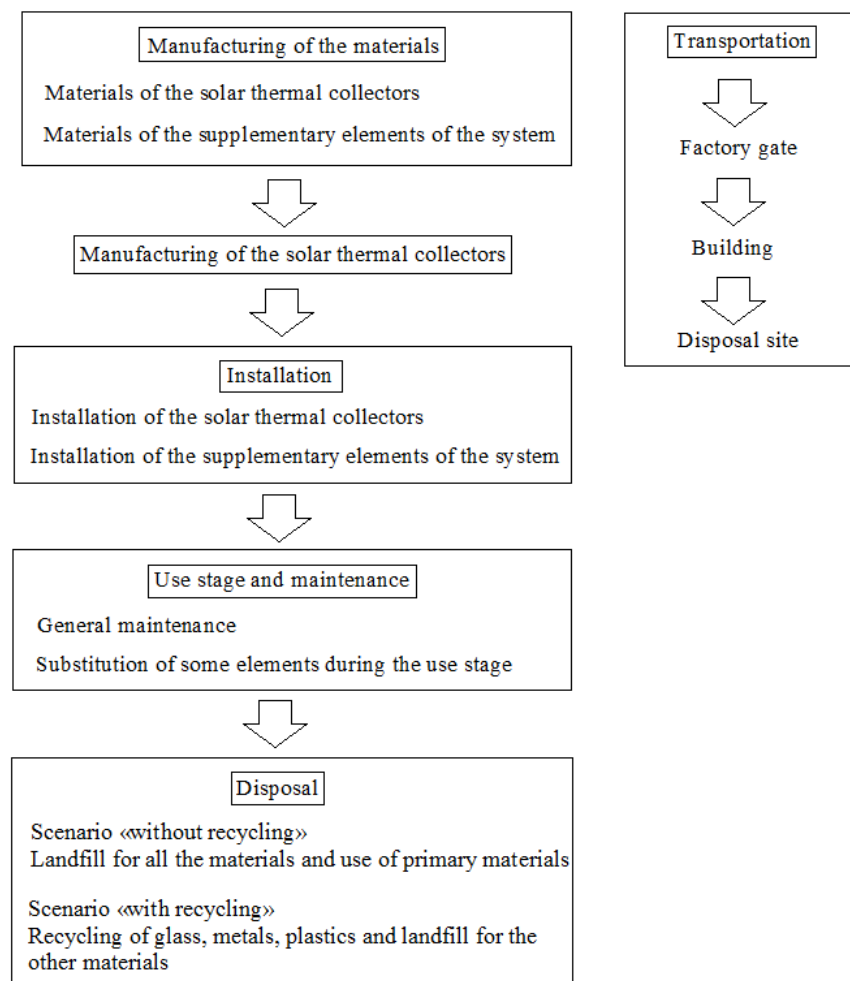 Manufacturing of the materials
Materials of the solar thermal collectors
Materials of the supplementary elements of the system
Manufacturing of the solar thermal collectors
Installation
Installation of the solar thermal collectors
Installation of the supplementary elements of the system
Use stage and maintenance
General maintenance
Substitution of some elements during the use stage
Disposal
Scenario «without recycling»
Landfill for all the materials and use of primary materials
Scenario «with recycling»
Recycling of glass, metals, plastics and landfill for the
other materials
Transportation
Factory gate
Building
Disposal site